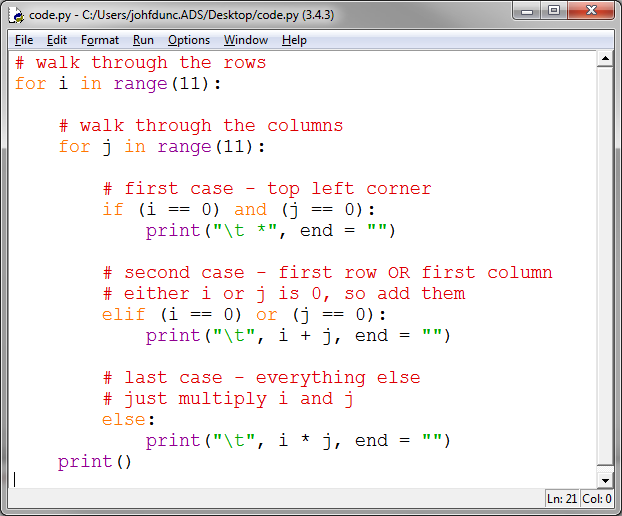 code.py - C:/Users/johfdunc.ADS/Desktop/code.py (3.4.3)
File Edit Format Run Options Window Help
# walk through the rows
for i in range(11):

    # walk through the columns
    for j in range(11):

        # first case - top left corner
        if (i == 0) and (j == 0):
            print("\t *", end = "")

        # second case - first row OR first column
        # either i or j is 0, so add them
        elif (i == 0) or (j == 0):
            print("\t", i + j, end = "")

        # last case - everything else
        # just multiply i and j
        else:
            print("\t", i * j, end = "")
    print()
Ln: 21 Col: 0